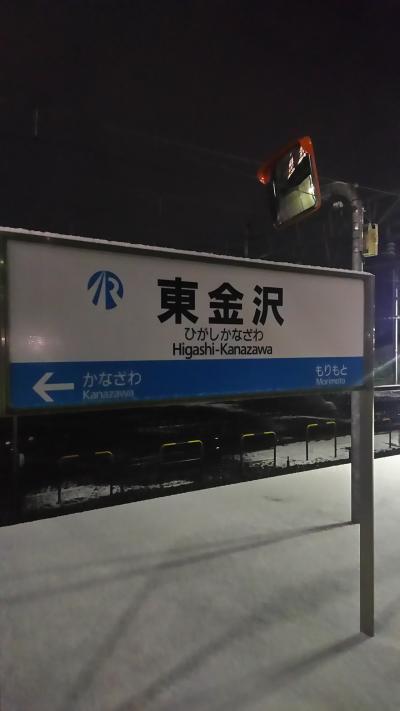 東金沢
ひがしかなざわ
Higashi-Kanazawa
← かなざわ
Kanazawa
もりもと
Morimoto